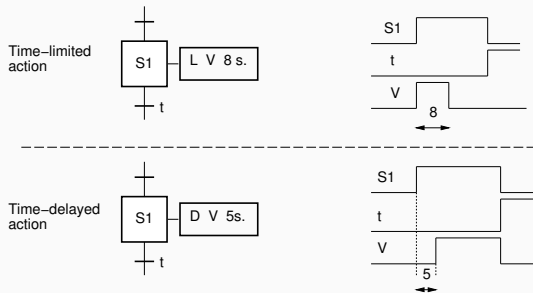 Time−limited
action
S1
L V 8 s.
t
S1
t
V
8
Time−delayed
action
S1
D V 5s.
t
S1
t
V
5